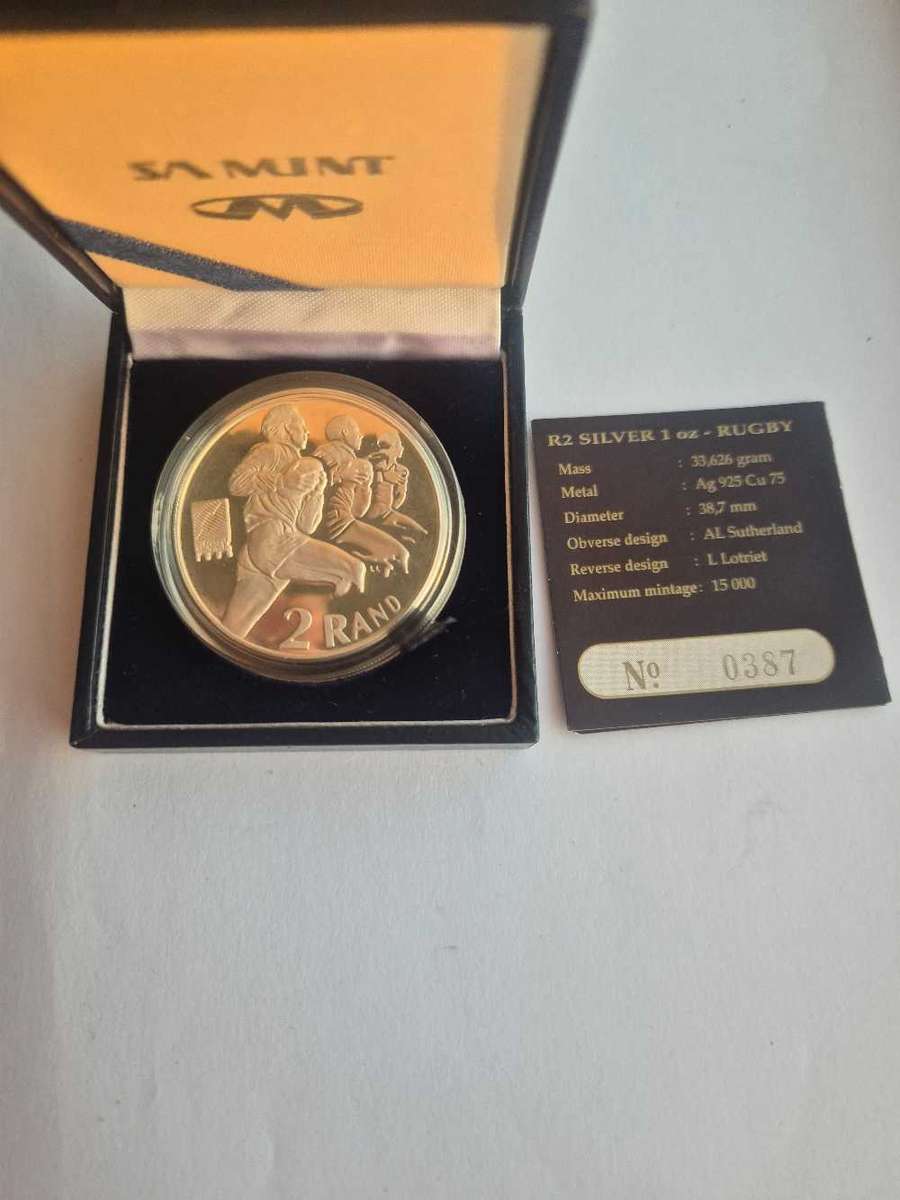 SA MINT
2 RAND
R2 SILVER 1 oz - RUGBY
Mass : 33,626 gram
Metal : Ag 925 Cu 75
Diameter : 38,7 mm
Obverse design : AL Sutherland
Reverse design : L Lotriet
Maximum mintage: 15 000
No. 0387